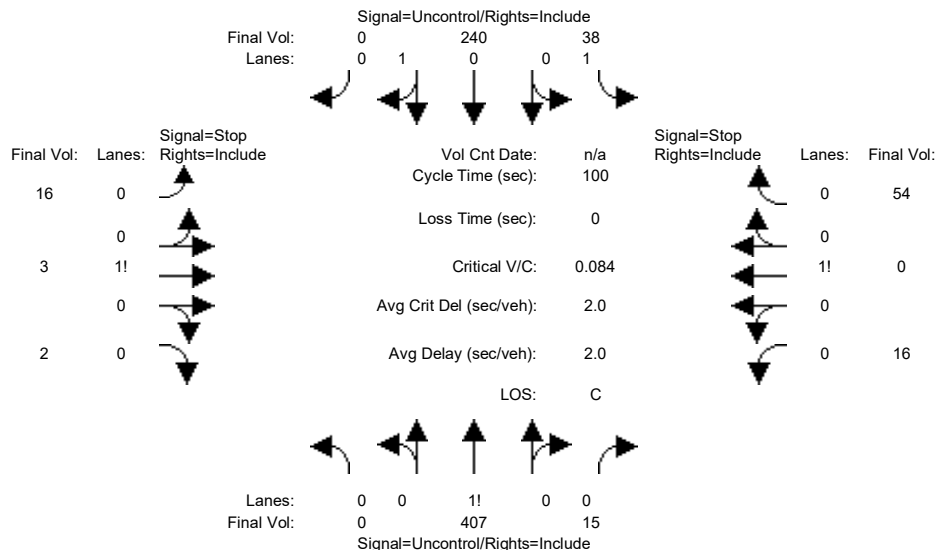 Signal=Uncontrol/Rights=Include
Final Vol: 0 240 38
Lanes: 0 1 0 0 1
Signal=Stop
Final Vol: Lanes: Rights=Include
Vol Cnt Date: n/a
Signal=Stop
Rights=Include Lanes: Final Vol:
Cycle Time (sec): 100
16 0
0 54
Loss Time (sec): 0
0
0
3 1!
Critical V/C: 0.084
1! 0
0
Avg Crit Del (sec/veh): 2.0
0
2 0
Avg Delay (sec/veh): 2.0
0 16
LOS: C
Lanes: 0 0 1! 0 0
Final Vol: 0 407 15
Signal=Uncontrol/Rights=Include